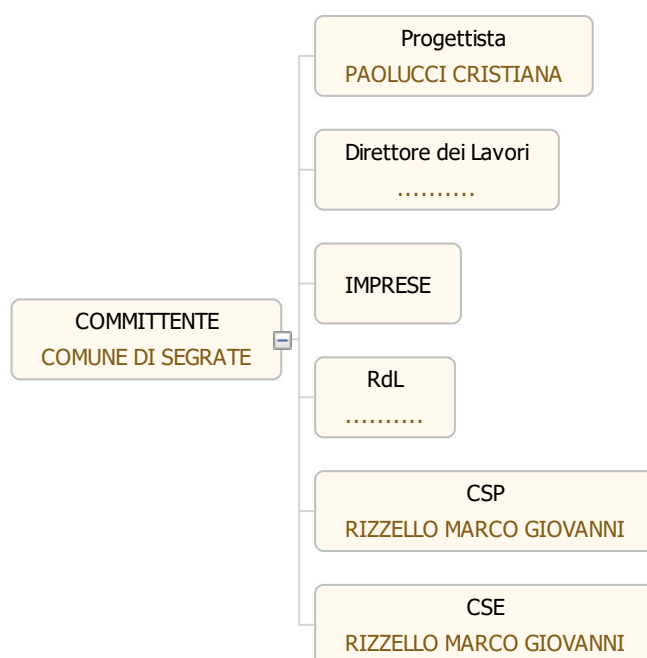 Progettista
PAOLUCCI CRISTIANA
Direttore dei Lavori
..........
IMPRESE
COMMITTENTE
COMUNE DI SEGRATE
RdL
..........
CSP
RIZZELLO MARCO GIOVANNI
CSE
RIZZELLO MARCO GIOVANNI